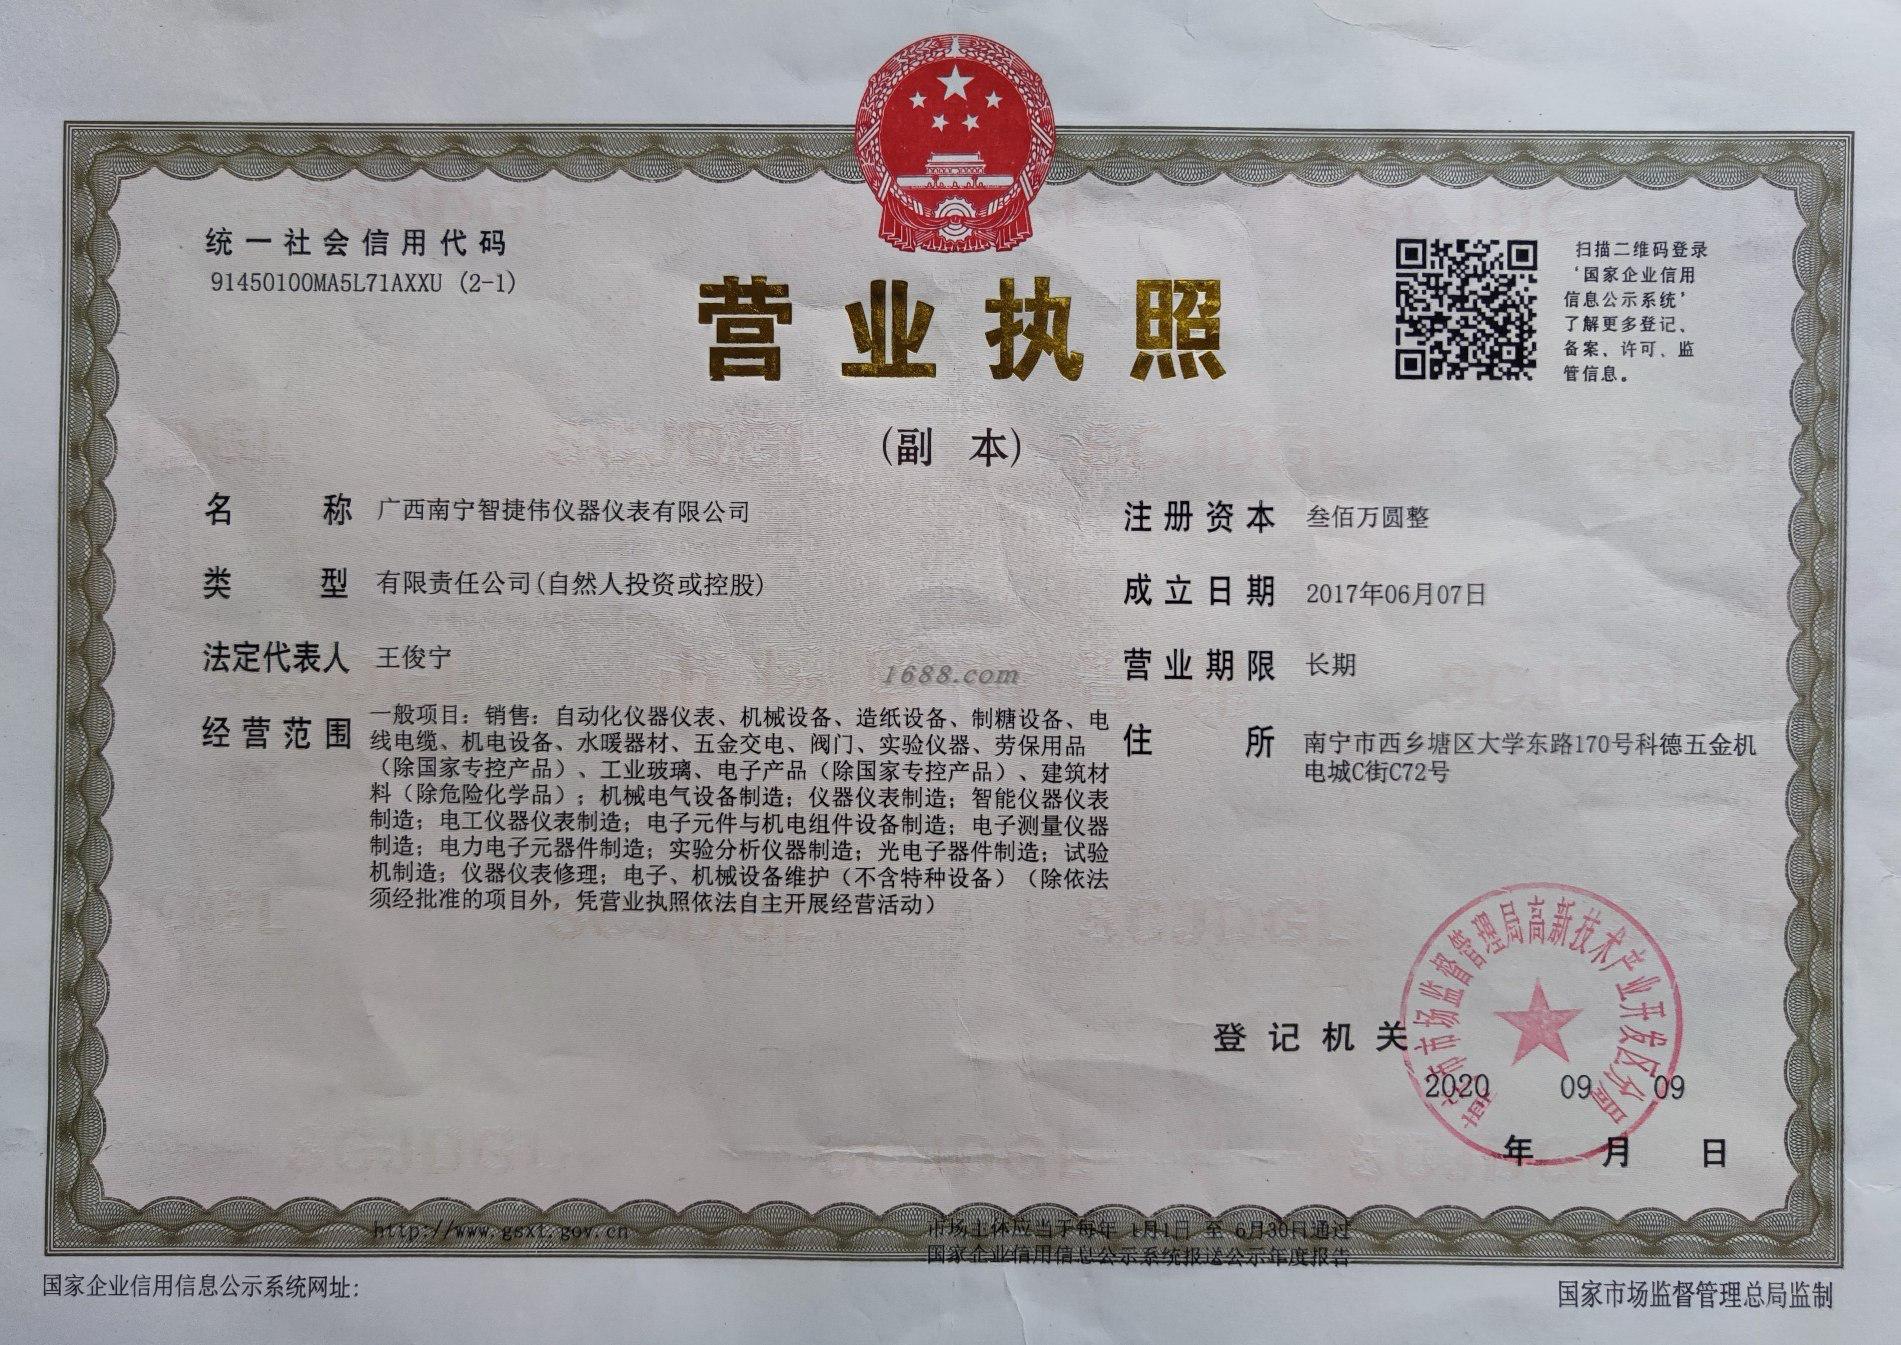 统一社会信用代码
91450100MA5L71AXXU (2-1)
扫描二维码登录
‘国家企业信用
信息公示系统’
了解更多登记、
备案、许可、监
管信息。
营业执照
(副 本)
名 称 广西南宁智捷伟仪器仪表有限公司
类 型 有限责任公司(自然人投资或控股)
法定代表人 王俊宁
经营范围 一般项目：销售：自动化仪器仪表、机械设备、造纸设备、制糖设备、电
线电缆、机电设备、水暖器材、五金交电、阀门、实验仪器、劳保用品
（除国家专控产品）、工业玻璃、电子产品（除国家专控产品）、建筑材
料（除危险化学品）；机械电气设备制造；仪器仪表制造；智能仪器仪表
制造；电工仪器仪表制造；电子元件与机电组件设备制造；电子测量仪器
制造；电力电子元器件制造；实验分析仪器制造；光电子器件制造；试验
机制造；仪器仪表修理；电子、机械设备维护（不含特种设备）（除依法
须经批准的项目外，凭营业执照依法自主开展经营活动）
1688.com
注册资本 叁佰万圆整
成立日期 2017年06月07日
营业期限 长期
住 所 南宁市西乡塘区大学东路170号科德五金机
电城C街C72号
登记机关
市市场监督管理局高新技术产业开发区分
2020 09 09
年 月 日
http://www.gsxt.gov.cn
市场主体应当于每年 1月1日 至 6月30日通过
国家企业信用信息公示系统报送公示年度报告
国家企业信用信息公示系统网址：
国家市场监督管理总局监制